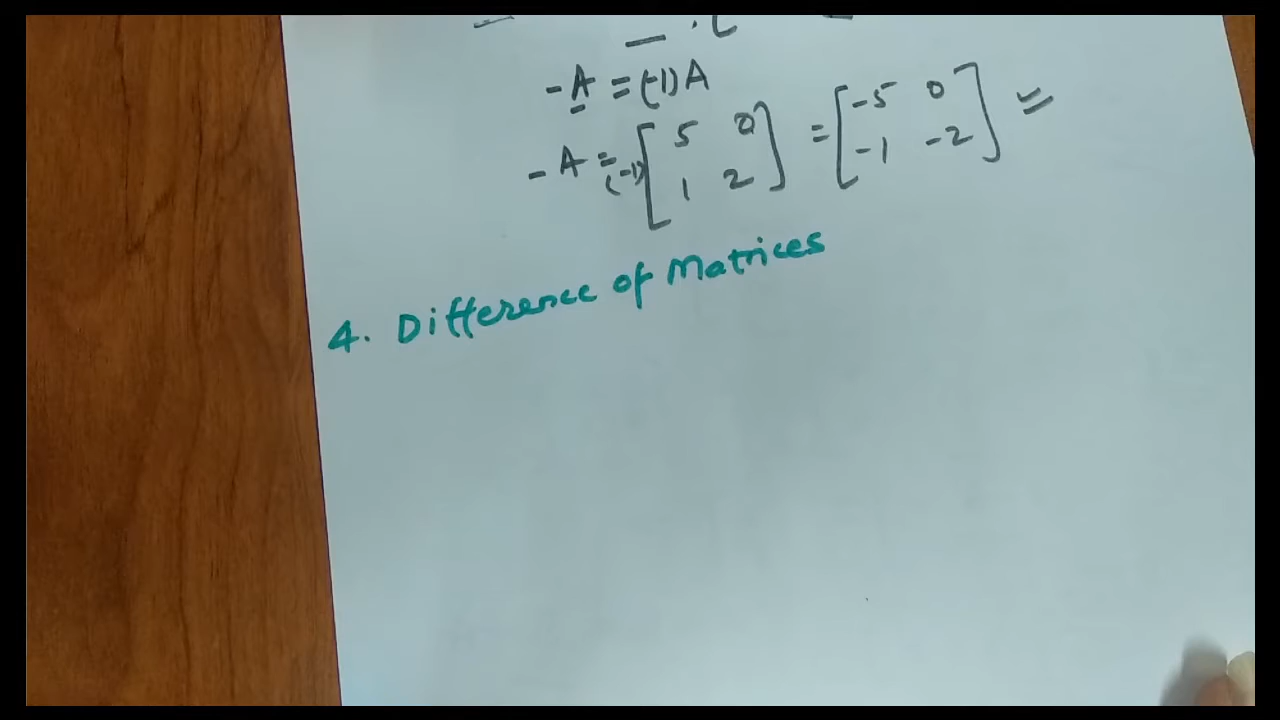 -A = (-1) A
-A = (-1) [ 5 0 1 2 ] = [ -5 0 -1 -2 ]
4. Difference of Matrices